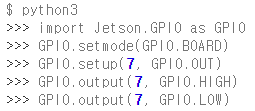 $ python3
>>> import Jetson.GPIO as GPIO
>>> GPIO.setmode(GPIO.BOARD)
>>> GPIO.setup(7, GPIO.OUT)
>>> GPIO.output(7, GPIO.HIGH)
>>> GPIO.output(7, GPIO.LOW)